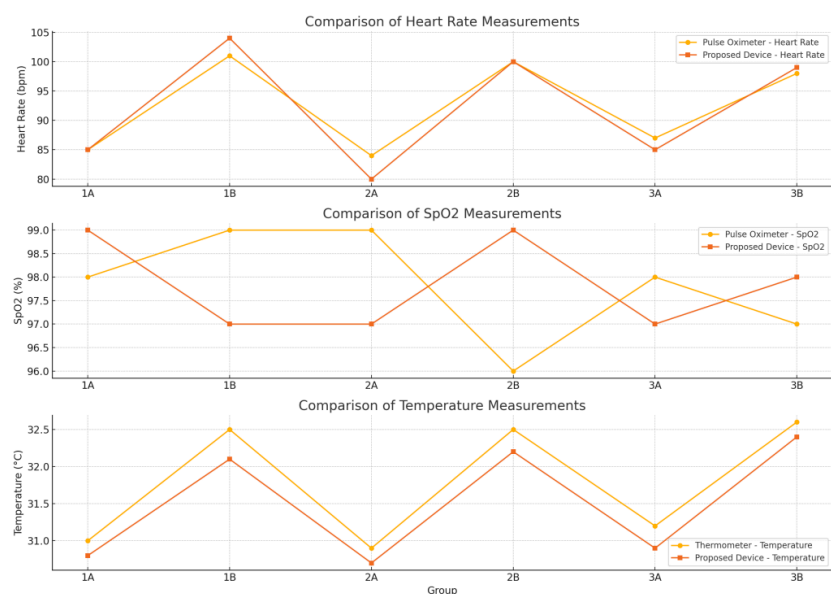 Comparison of Heart Rate Measurements
Heart Rate (bpm)
105
100
95
90
85
80
Pulse Oximeter - Heart Rate
Proposed Device - Heart Rate
1A 1B 2A 2B 3A 3B
Comparison of SpO2 Measurements
SpO2 (%)
99.0
98.5
98.0
97.5
97.0
96.5
96.0
Pulse Oximeter - SpO2
Proposed Device - SpO2
1A 1B 2A 2B 3A 3B
Comparison of Temperature Measurements
Temperature (°C)
32.5
32.0
31.5
31.0
Thermometer - Temperature
Proposed Device - Temperature
1A 1B 2A 2B 3A 3B
Group